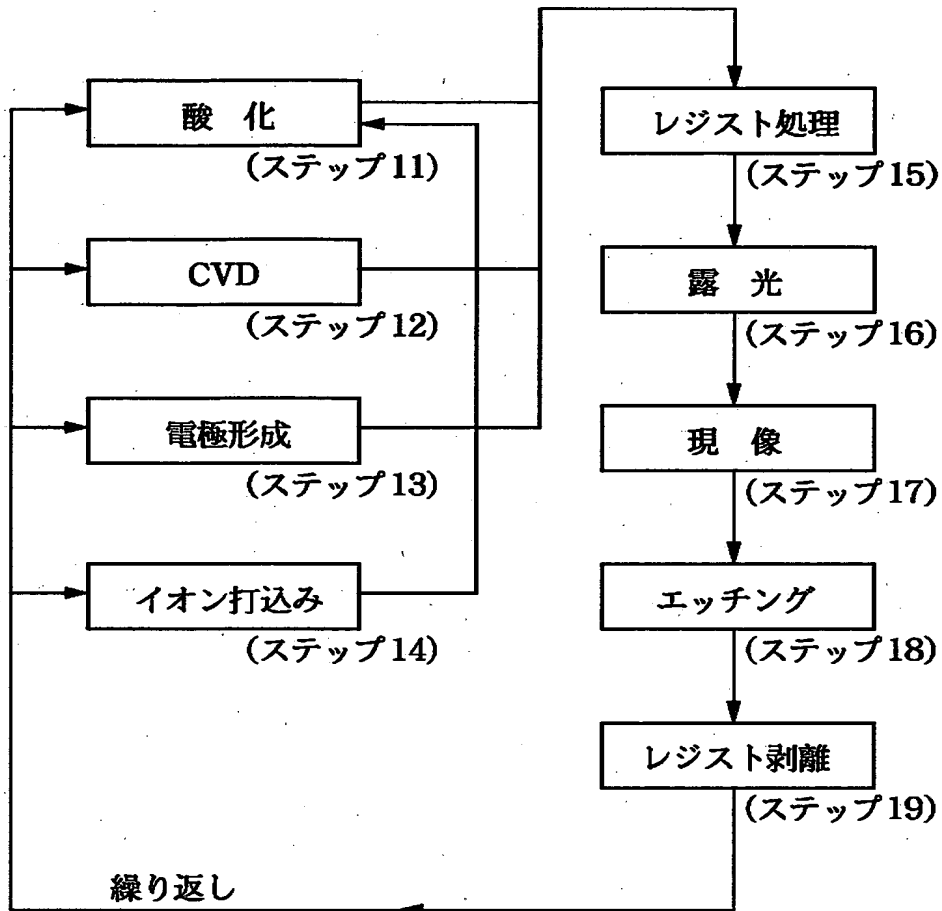 酸 化
(ステップ11)
CVD
(ステップ12)
電極形成
(ステップ13)
イオン打込み
(ステップ14)
レジスト処理
(ステップ15)
露 光
(ステップ16)
現 像
(ステップ17)
エッチング
(ステップ18)
レジスト剥離
(ステップ19)
繰り返し